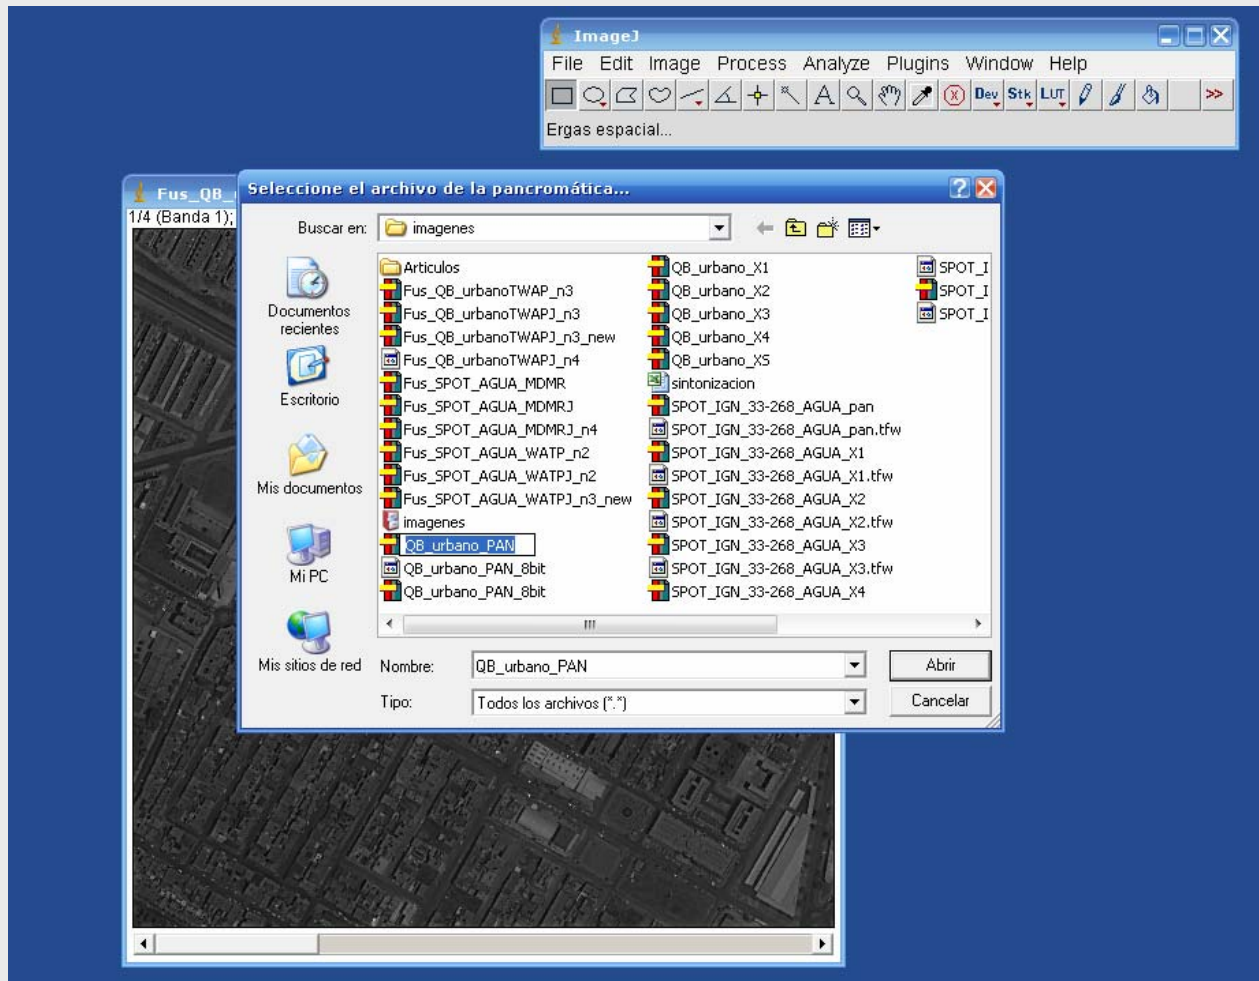 ImageJ
File Edit Image Process Analyze Plugins Window Help
Dev Stk LUT >>
Ergas espacial...
Fus_QB_
1/4 (Banda 1);
Seleccione el archivo de la pancromática...
Buscar en: imagenes
Documentos recientes
Escritorio
Mis documentos
Mi PC
Mis sitios de red
Articulos
Fus_QB_urbanoTWAP_n3
Fus_QB_urbanoTWAPJ_n3
Fus_QB_urbanoTWAPJ_n3_new
Fus_QB_urbanoTWAPJ_n4
Fus_SPOT_AGUA_MDMR
Fus_SPOT_AGUA_MDMRJ
Fus_SPOT_AGUA_MDMRJ_n4
Fus_SPOT_AGUA_WATP_n2
Fus_SPOT_AGUA_WATPJ_n2
Fus_SPOT_AGUA_WATPJ_n3_new
imagenes
QB_urbano_PAN
QB_urbano_PAN_8bit
QB_urbano_PAN_8bit
QB_urbano_X1
QB_urbano_X2
QB_urbano_X3
QB_urbano_X4
QB_urbano_XS
sintonizacion
SPOT_IGN_33-268_AGUA_pan
SPOT_IGN_33-268_AGUA_pan.tfw
SPOT_IGN_33-268_AGUA_X1
SPOT_IGN_33-268_AGUA_X1.tfw
SPOT_IGN_33-268_AGUA_X2
SPOT_IGN_33-268_AGUA_X2.tfw
SPOT_IGN_33-268_AGUA_X3
SPOT_IGN_33-268_AGUA_X3.tfw
SPOT_IGN_33-268_AGUA_X4
SPOT_I
SPOT_I
SPOT_I
Nombre: QB_urbano_PAN Abrir
Tipo: Todos los archivos (*.*) Cancelar